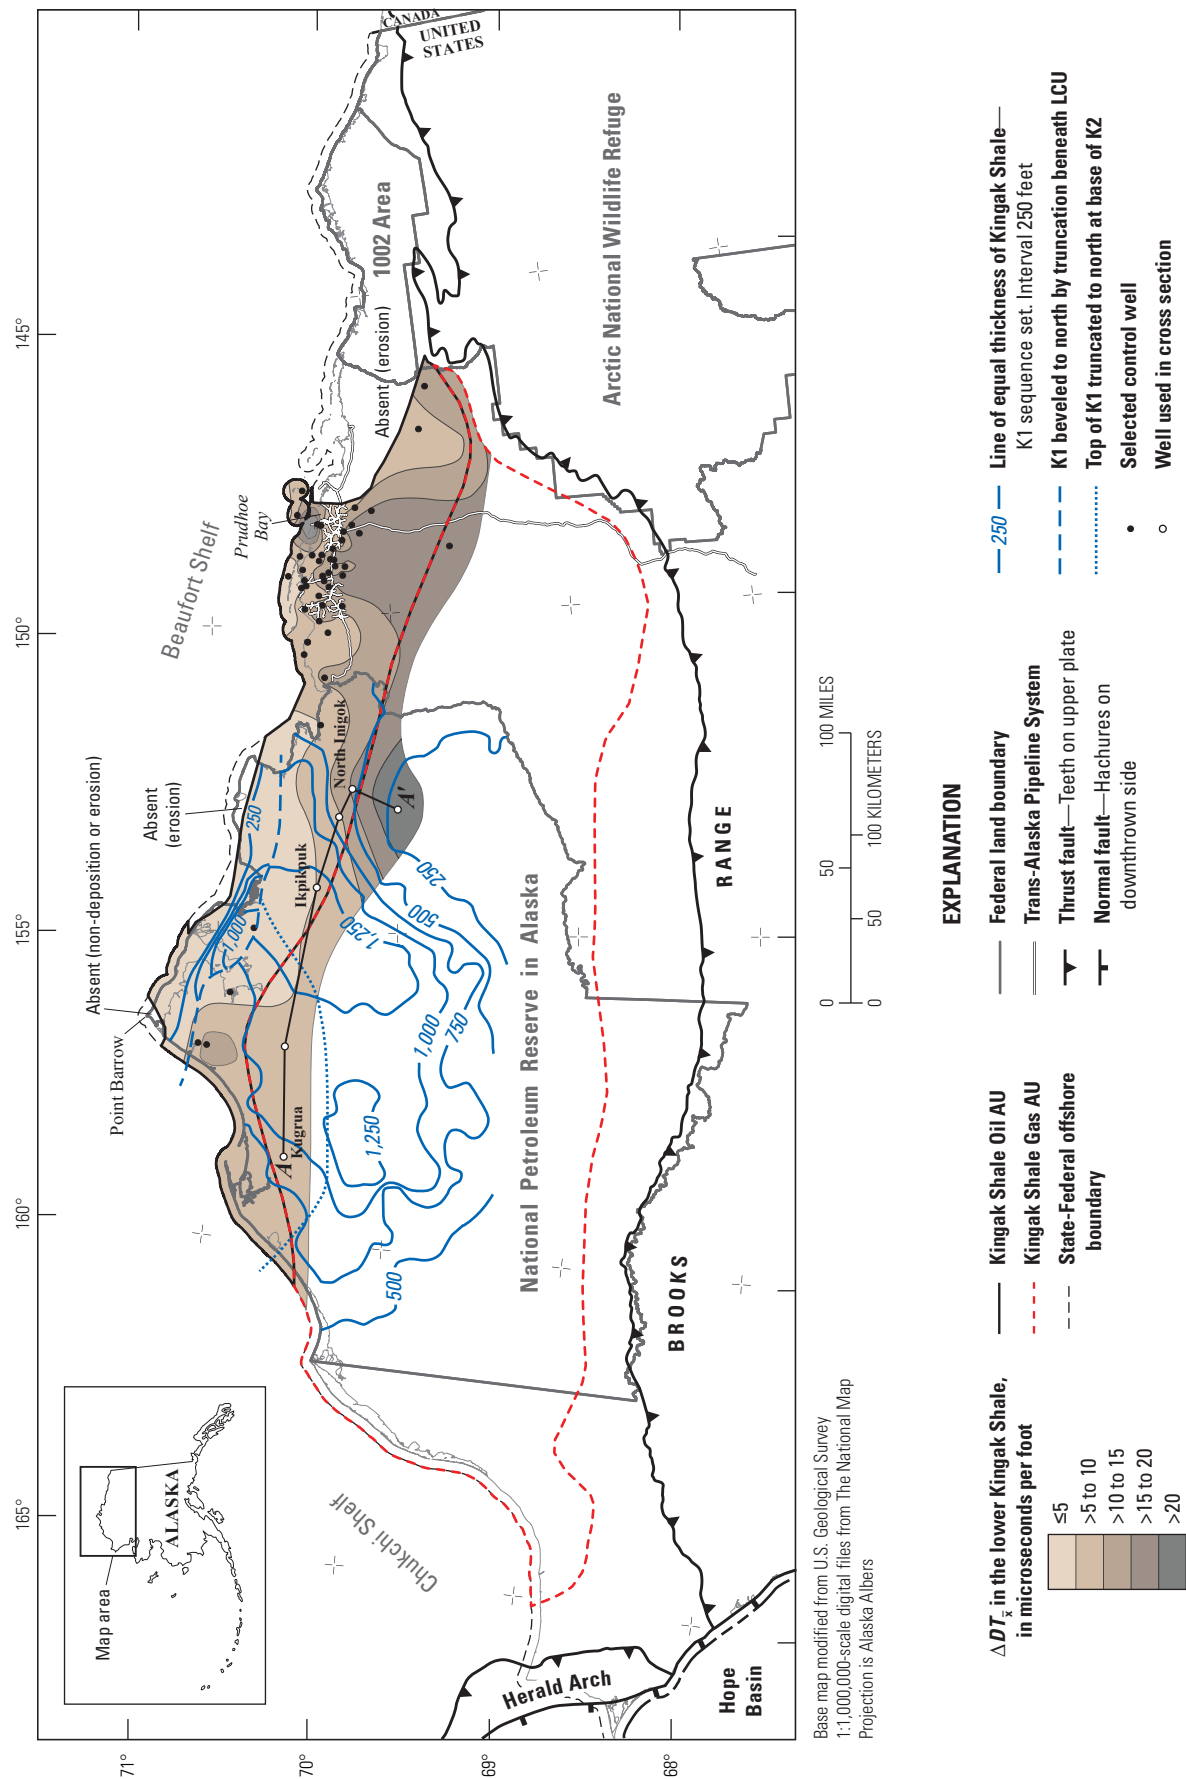 165°
160°
155°
150°
145°
71°
70°
69°
68°
Map area
ALASKA
Chukchi Shelf
Beaufort Shelf
Point Barrow
Absent (non-deposition or erosion)
Absent
(erosion)
Prudhoe
Bay
Absent (erosion)
1002 Area
CANADA
UNITED
STATES
Arctic National Wildlife Refuge
National Petroleum Reserve in Alaska
A
Kugrua
Ikpikpuk
North Inigok
A'
250
1,000
1,250
500
250
1,000
750
1,250
500
BROOKS
RANGE
Herald Arch
Hope
Basin
Base map modified from U.S. Geological Survey
1:1,000,000-scale digital files from The National Map
Projection is Alaska Albers
0 50 100 MILES
0 50 100 KILOMETERS
EXPLANATION
ΔDTx̄ in the lower Kingak Shale,
in microseconds per foot
≤5
>5 to 10
>10 to 15
>15 to 20
>20
Kingak Shale Oil AU
Kingak Shale Gas AU
State-Federal offshore
boundary
Federal land boundary
Trans-Alaska Pipeline System
Thrust fault—Teeth on upper plate
Normal fault—Hachures on
downthrown side
250
Line of equal thickness of Kingak Shale—
K1 sequence set. Interval 250 feet
K1 beveled to north by truncation beneath LCU
Top of K1 truncated to north at base of K2
Selected control well
Well used in cross section